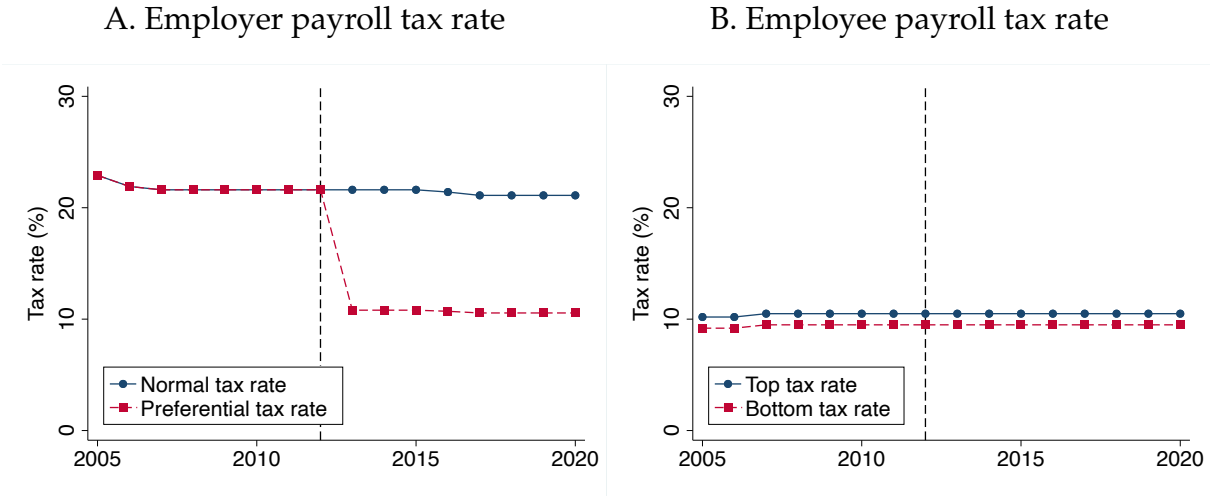 A. Employer payroll tax rate
Tax rate (%)
30
20
10
0
Normal tax rate
Preferential tax rate
2005 2010 2015 2020
B. Employee payroll tax rate
Tax rate (%)
30
20
10
0
Top tax rate
Bottom tax rate
2005 2010 2015 2020